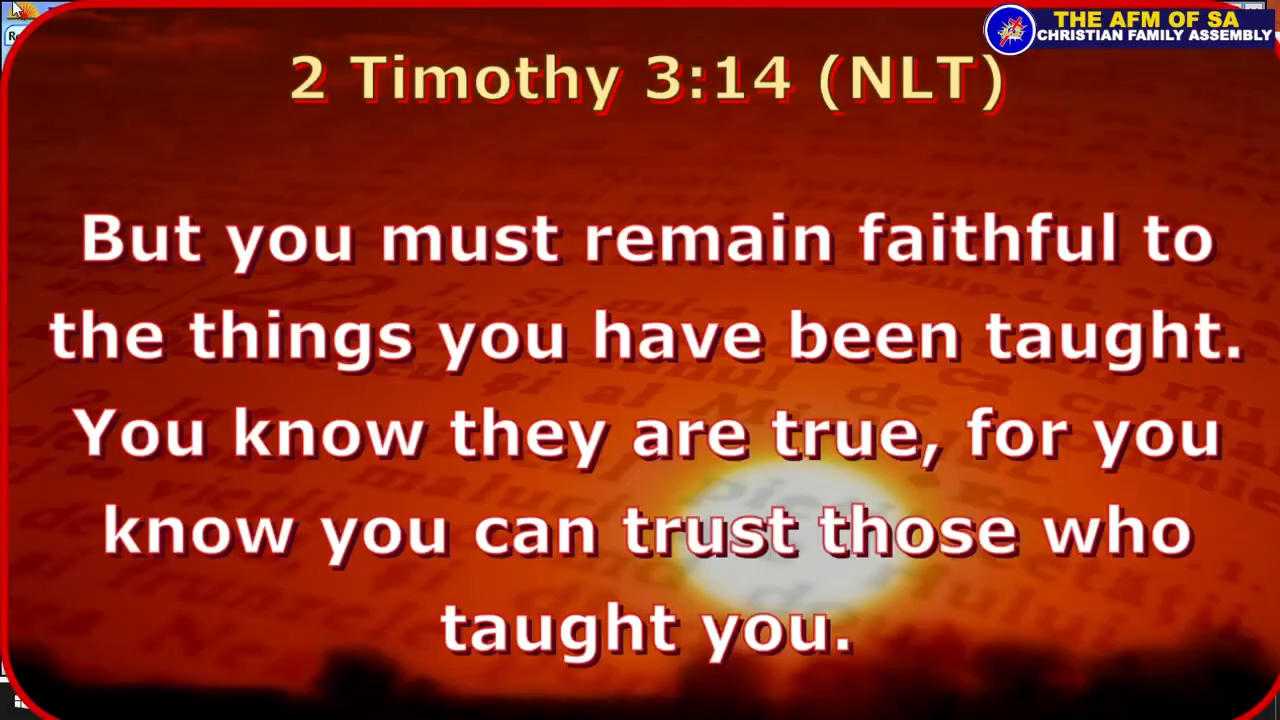 THE AFM OF SA
CHRISTIAN FAMILY ASSEMBLY
2 Timothy 3:14 (NLT)
But you must remain faithful to
the things you have been taught.
You know they are true, for you
know you can trust those who
taught you.